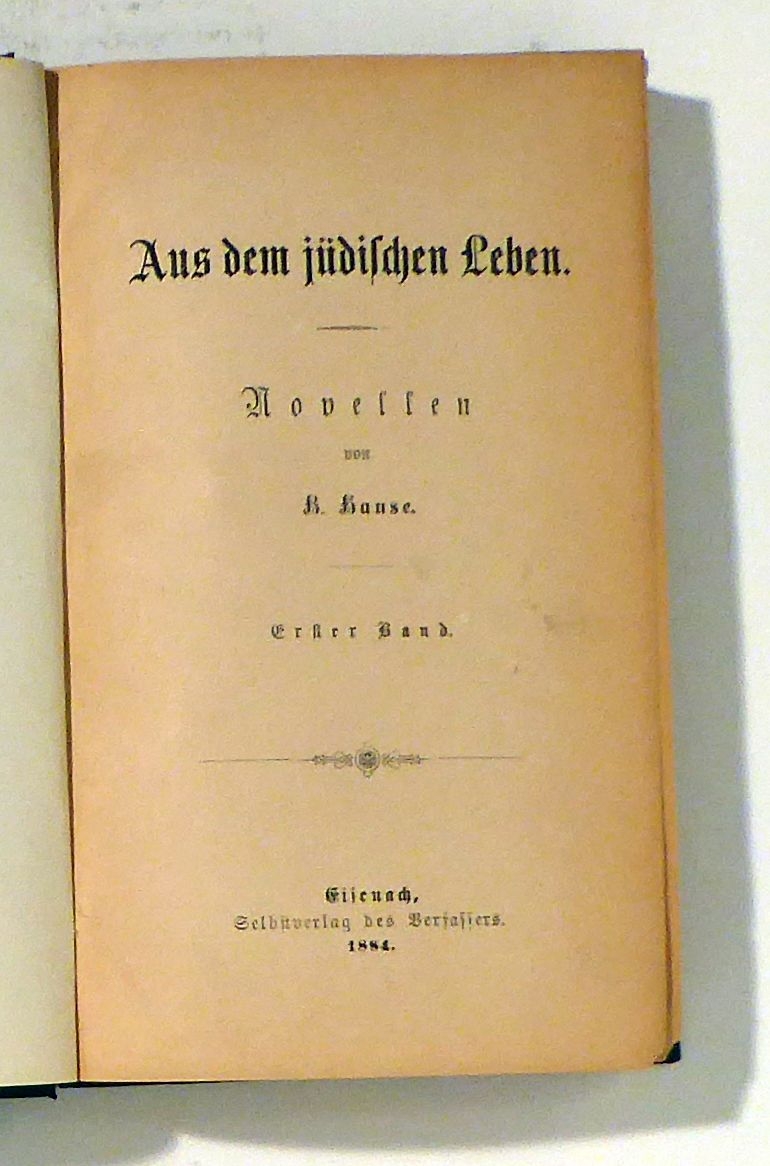 Aus dem jüdischen Leben.
Novellen
von
K. Hause.
Erster Band.
Eisenach,
Selbstverlag des Verfassers.
1884.